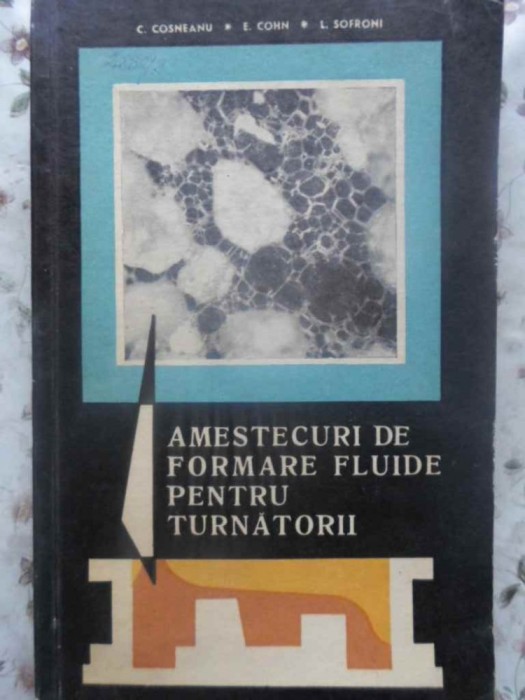 C. COSNEANU * E. COHN * L. SOFRONI
AMESTECURI DE
FORMARE FLUIDE
PENTRU
TURNĂTORII